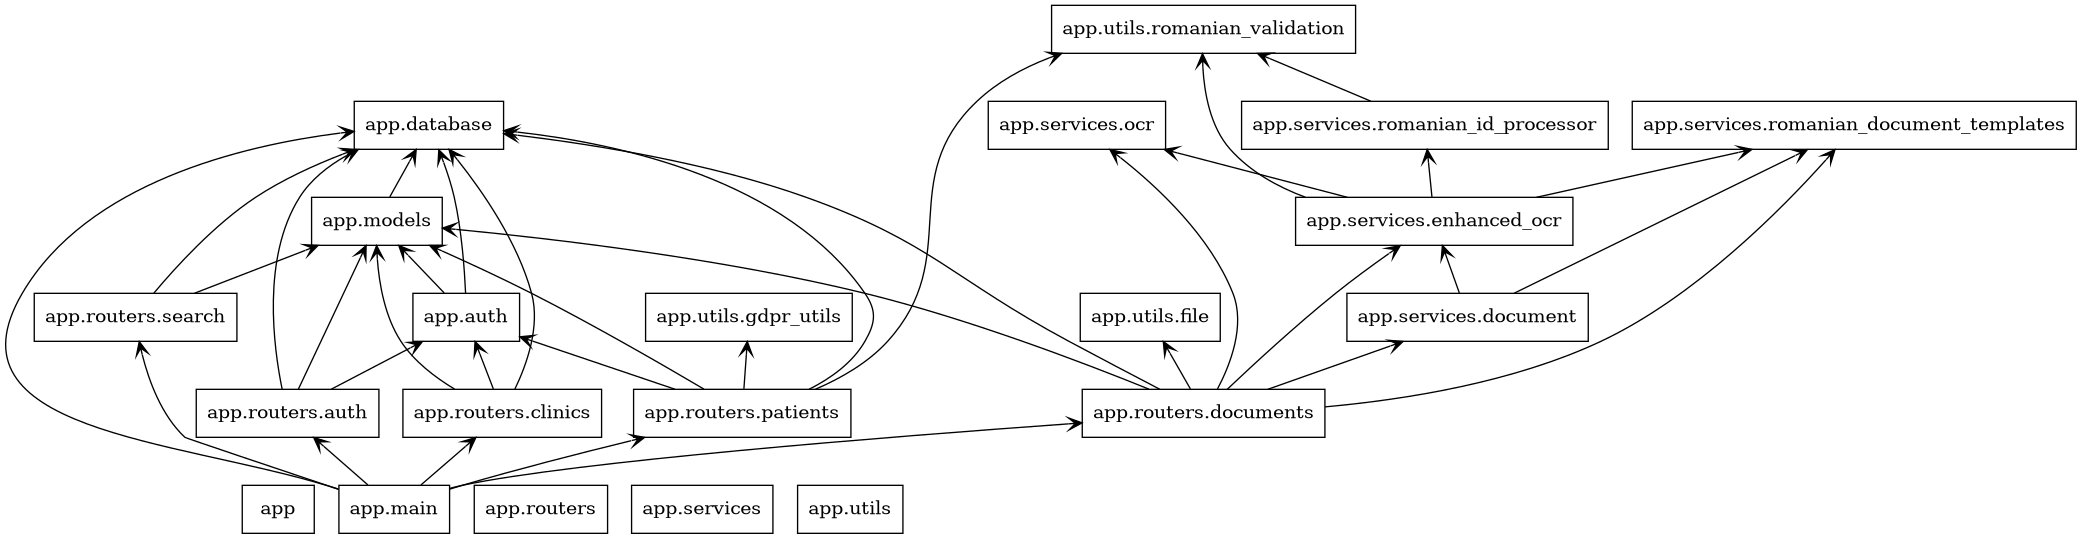 app.utils.romanian_validation
app.database
app.services.ocr
app.services.romanian_id_processor
app.services.romanian_document_templates
app.models
app.services.enhanced_ocr
app.routers.search
app.auth
app.utils.gdpr_utils
app.utils.file
app.services.document
app.routers.auth
app.routers.clinics
app.routers.patients
app.routers.documents
app
app.main
app.routers
app.services
app.utils